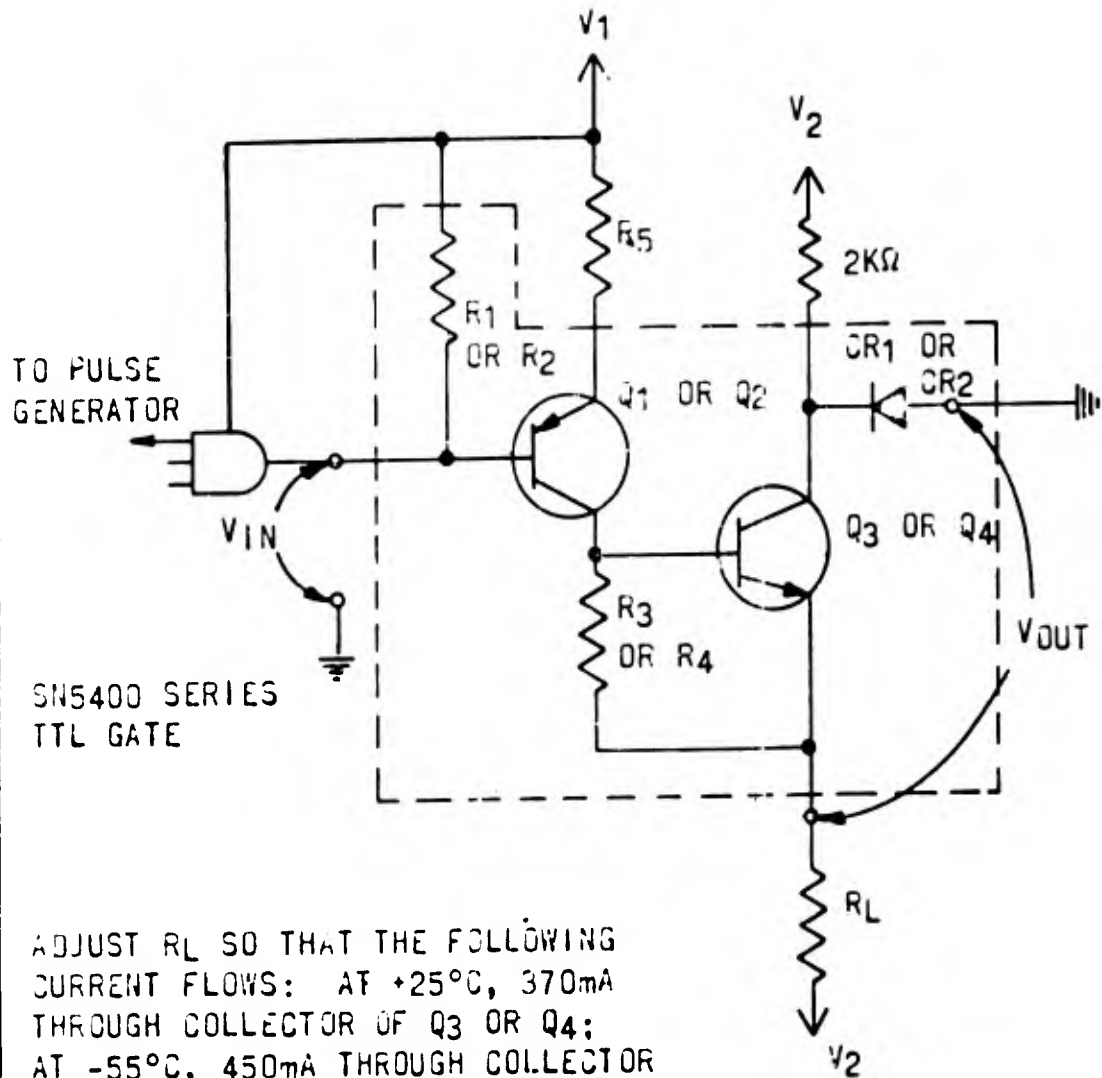 V1
V2
R5
2KΩ
R1
OR R2
CR1 OR
CR2
TO PULSE
GENERATOR
Q1 OR Q2
VIN
Q3 OR Q4
R3
OR R4
VOUT
SN5400 SERIES
TTL GATE
RL
ADJUST RL SO THAT THE FOLLOWING
CURRENT FLOWS: AT +25°C, 370mA
THROUGH COLLECTOR OF Q3 OR Q4;
AT -55°C, 450mA THROUGH COLLECTOR
V2